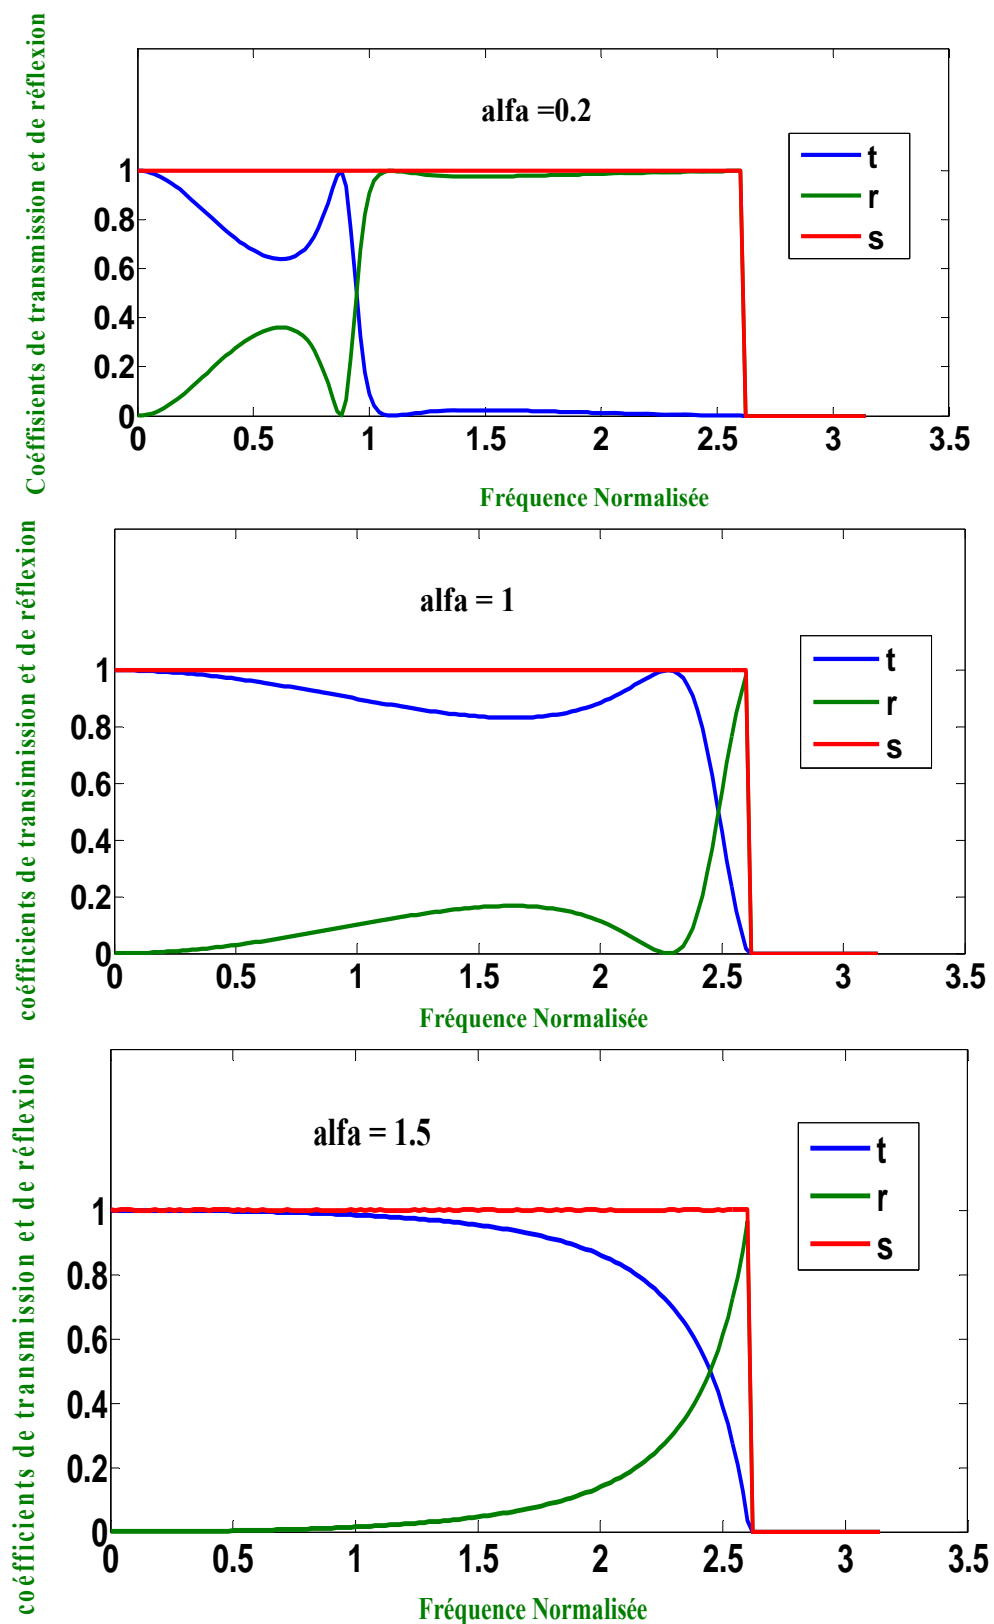 Coéffisients de transmission et de réflexion
alfa =0.2
t
r
s
1
0.8
0.6
0.4
0.2
0
0 0.5 1 1.5 2 2.5 3 3.5
Fréquence Normalisée
coéfficients de transimission et de réflexion
alfa = 1
t
r
s
1
0.8
0.6
0.4
0.2
0
0 0.5 1 1.5 2 2.5 3 3.5
Fréquence Normalisée
coéfficients de transmission et de réflexion
alfa = 1.5
t
r
s
1
0.8
0.6
0.4
0.2
0
0 0.5 1 1.5 2 2.5 3 3.5
Fréquence Normalisée